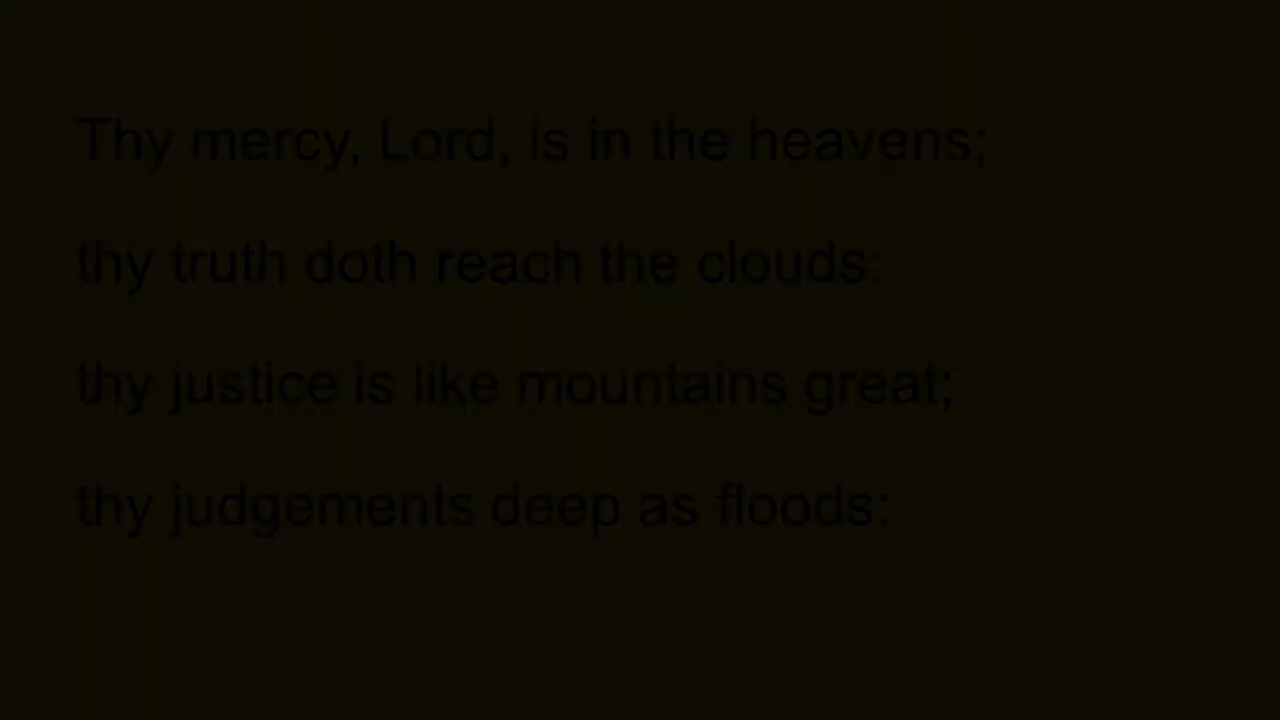 Thy mercy, Lord, is in the heavens;
thy truth doth reach the clouds:
thy justice is like mountains great;
thy judgements deep as floods: